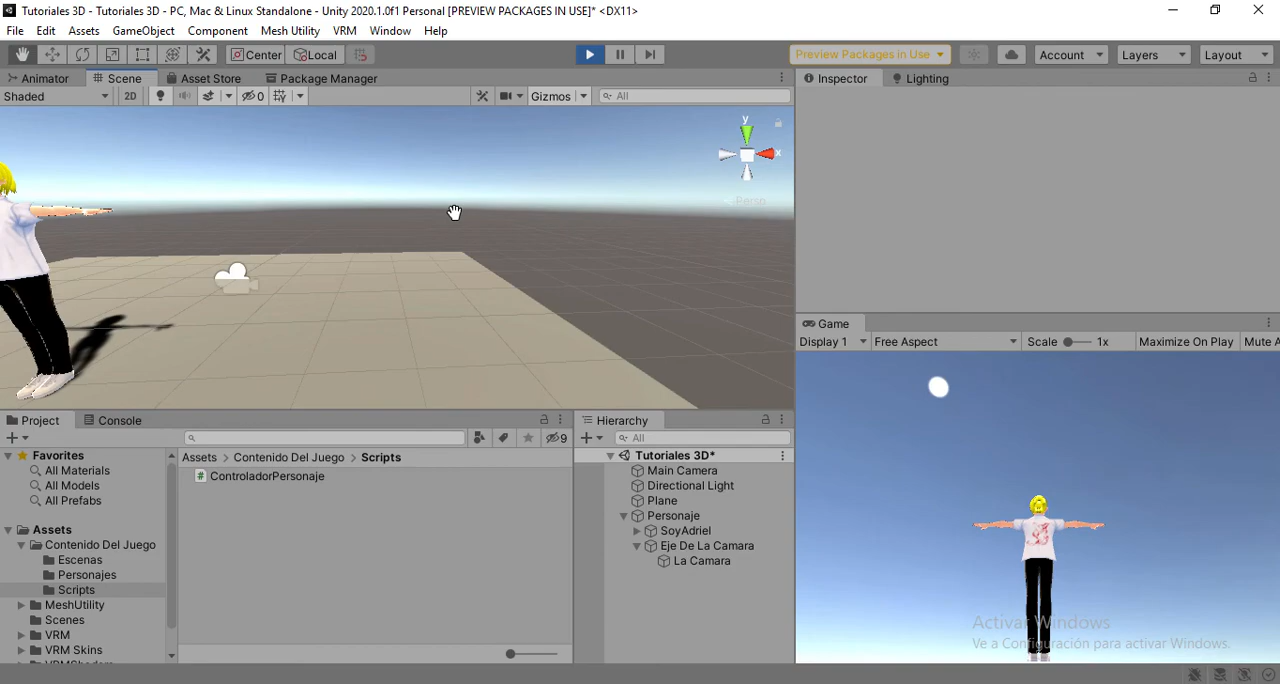 Tutoriales 3D - Tutoriales 3D - PC, Mac & Linux Standalone - Unity 2020.1.0f1 Personal [PREVIEW PACKAGES IN USE]* <DX11>
File Edit Assets GameObject Component Mesh Utility VRM Window Help
Center Local Preview Packages in Use Account Layers Layout
Animator Scene Asset Store Package Manager
Inspector Lighting
Shaded 2D 0 Gizmos All
y
x
Persp
Game
Display 1 Free Aspect Scale 1x Maximize On Play Mute A
Project Console
9
Hierarchy
All
Favorites
All Materials
All Models
All Prefabs
Assets
Contenido Del Juego
Escenas
Personajes
Scripts
MeshUtility
Scenes
VRM
VRM Skins
VRMShaders
Assets > Contenido Del Juego > Scripts
# ControladorPersonaje
Tutoriales 3D*
Main Camera
Directional Light
Plane
Personaje
SoyAdriel
Eje De La Camara
La Camara
Activar Windows
Ve a Configuración para activar Windows.